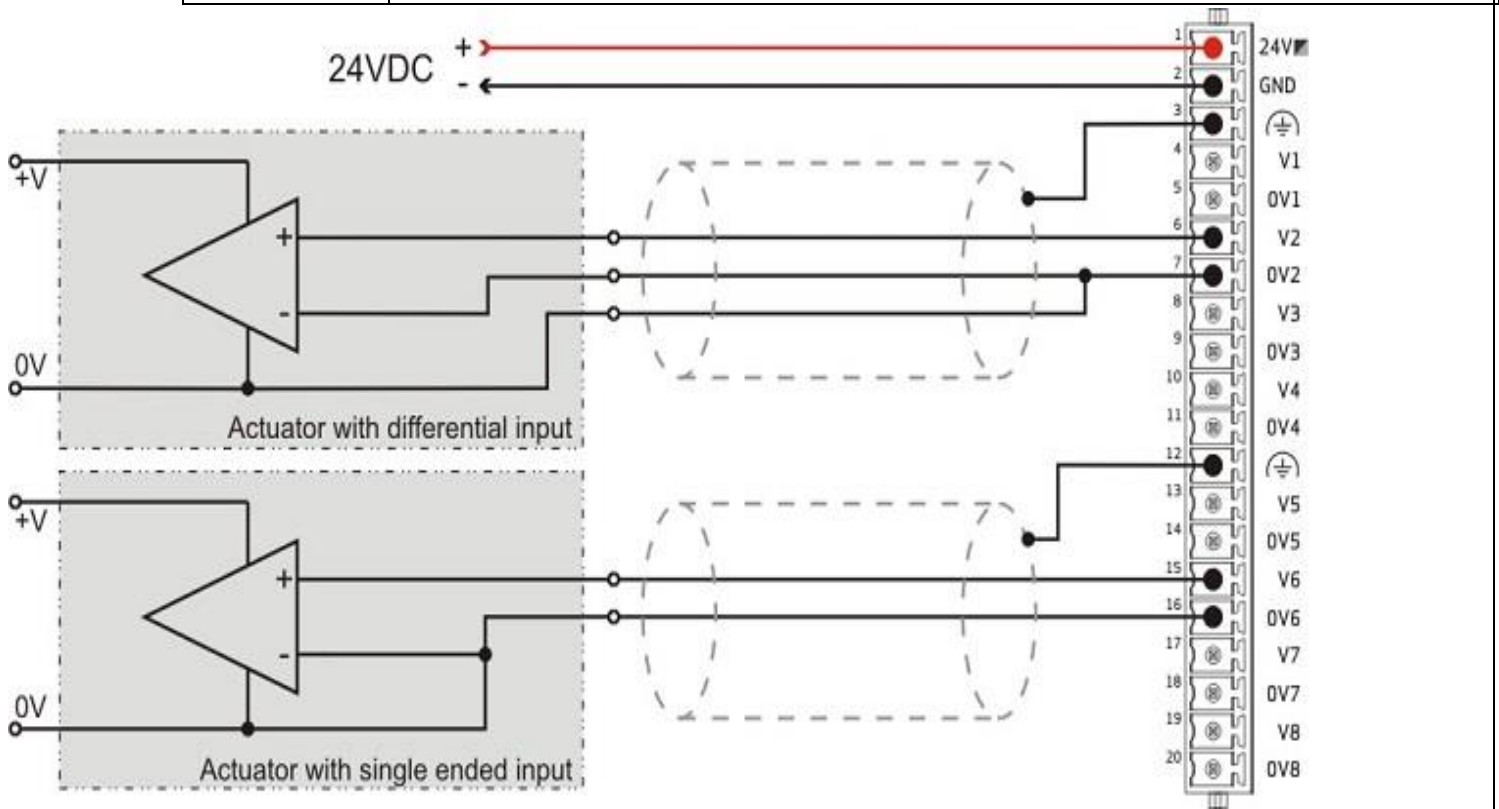 24VDC
+
-
1 24V
2 GND
3
4 V1
5 0V1
6 V2
7 0V2
8 V3
9 0V3
10 V4
11 0V4
12
13 V5
14 0V5
15 V6
16 0V6
17 V7
18 0V7
19 V8
20 0V8
+V
+
-
0V
Actuator with differential input
+V
+
-
0V
Actuator with single ended input